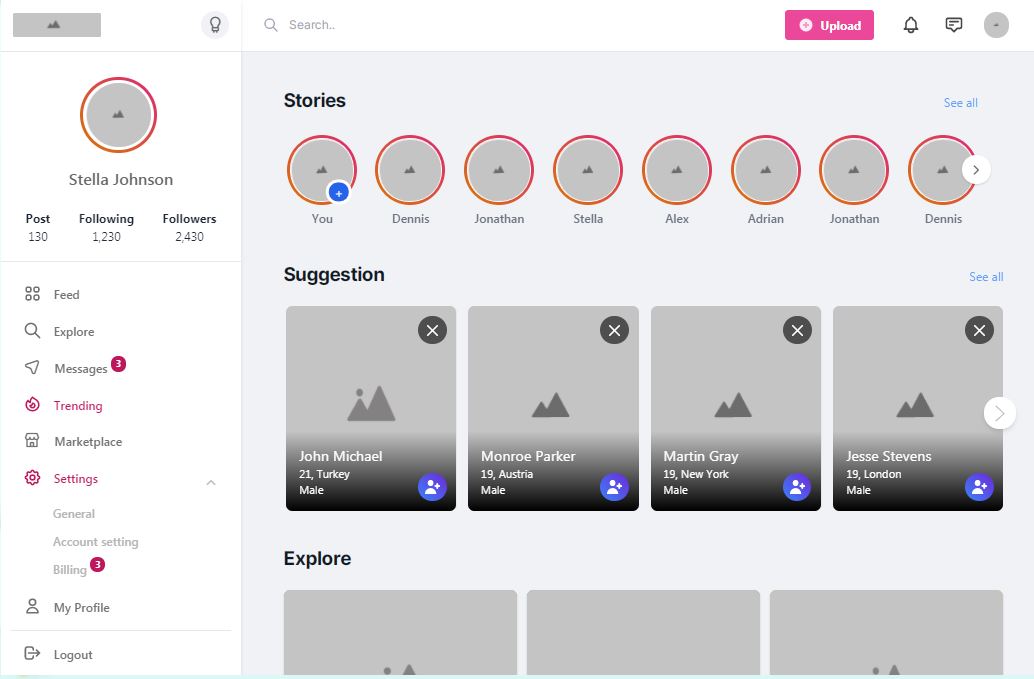 Search..
Upload
Stella Johnson
Post Following Followers
130 1,230 2,430
Feed
Explore
Messages 3
Trending
Marketplace
Settings
General
Account setting
Billing 3
My Profile
Logout
Stories
See all
You Dennis Jonathan Stella Alex Adrian Jonathan Dennis
Suggestion
See all
John Michael
21, Turkey
Male
Monroe Parker
19, Austria
Male
Martin Gray
19, New York
Male
Jesse Stevens
19, London
Male
Explore